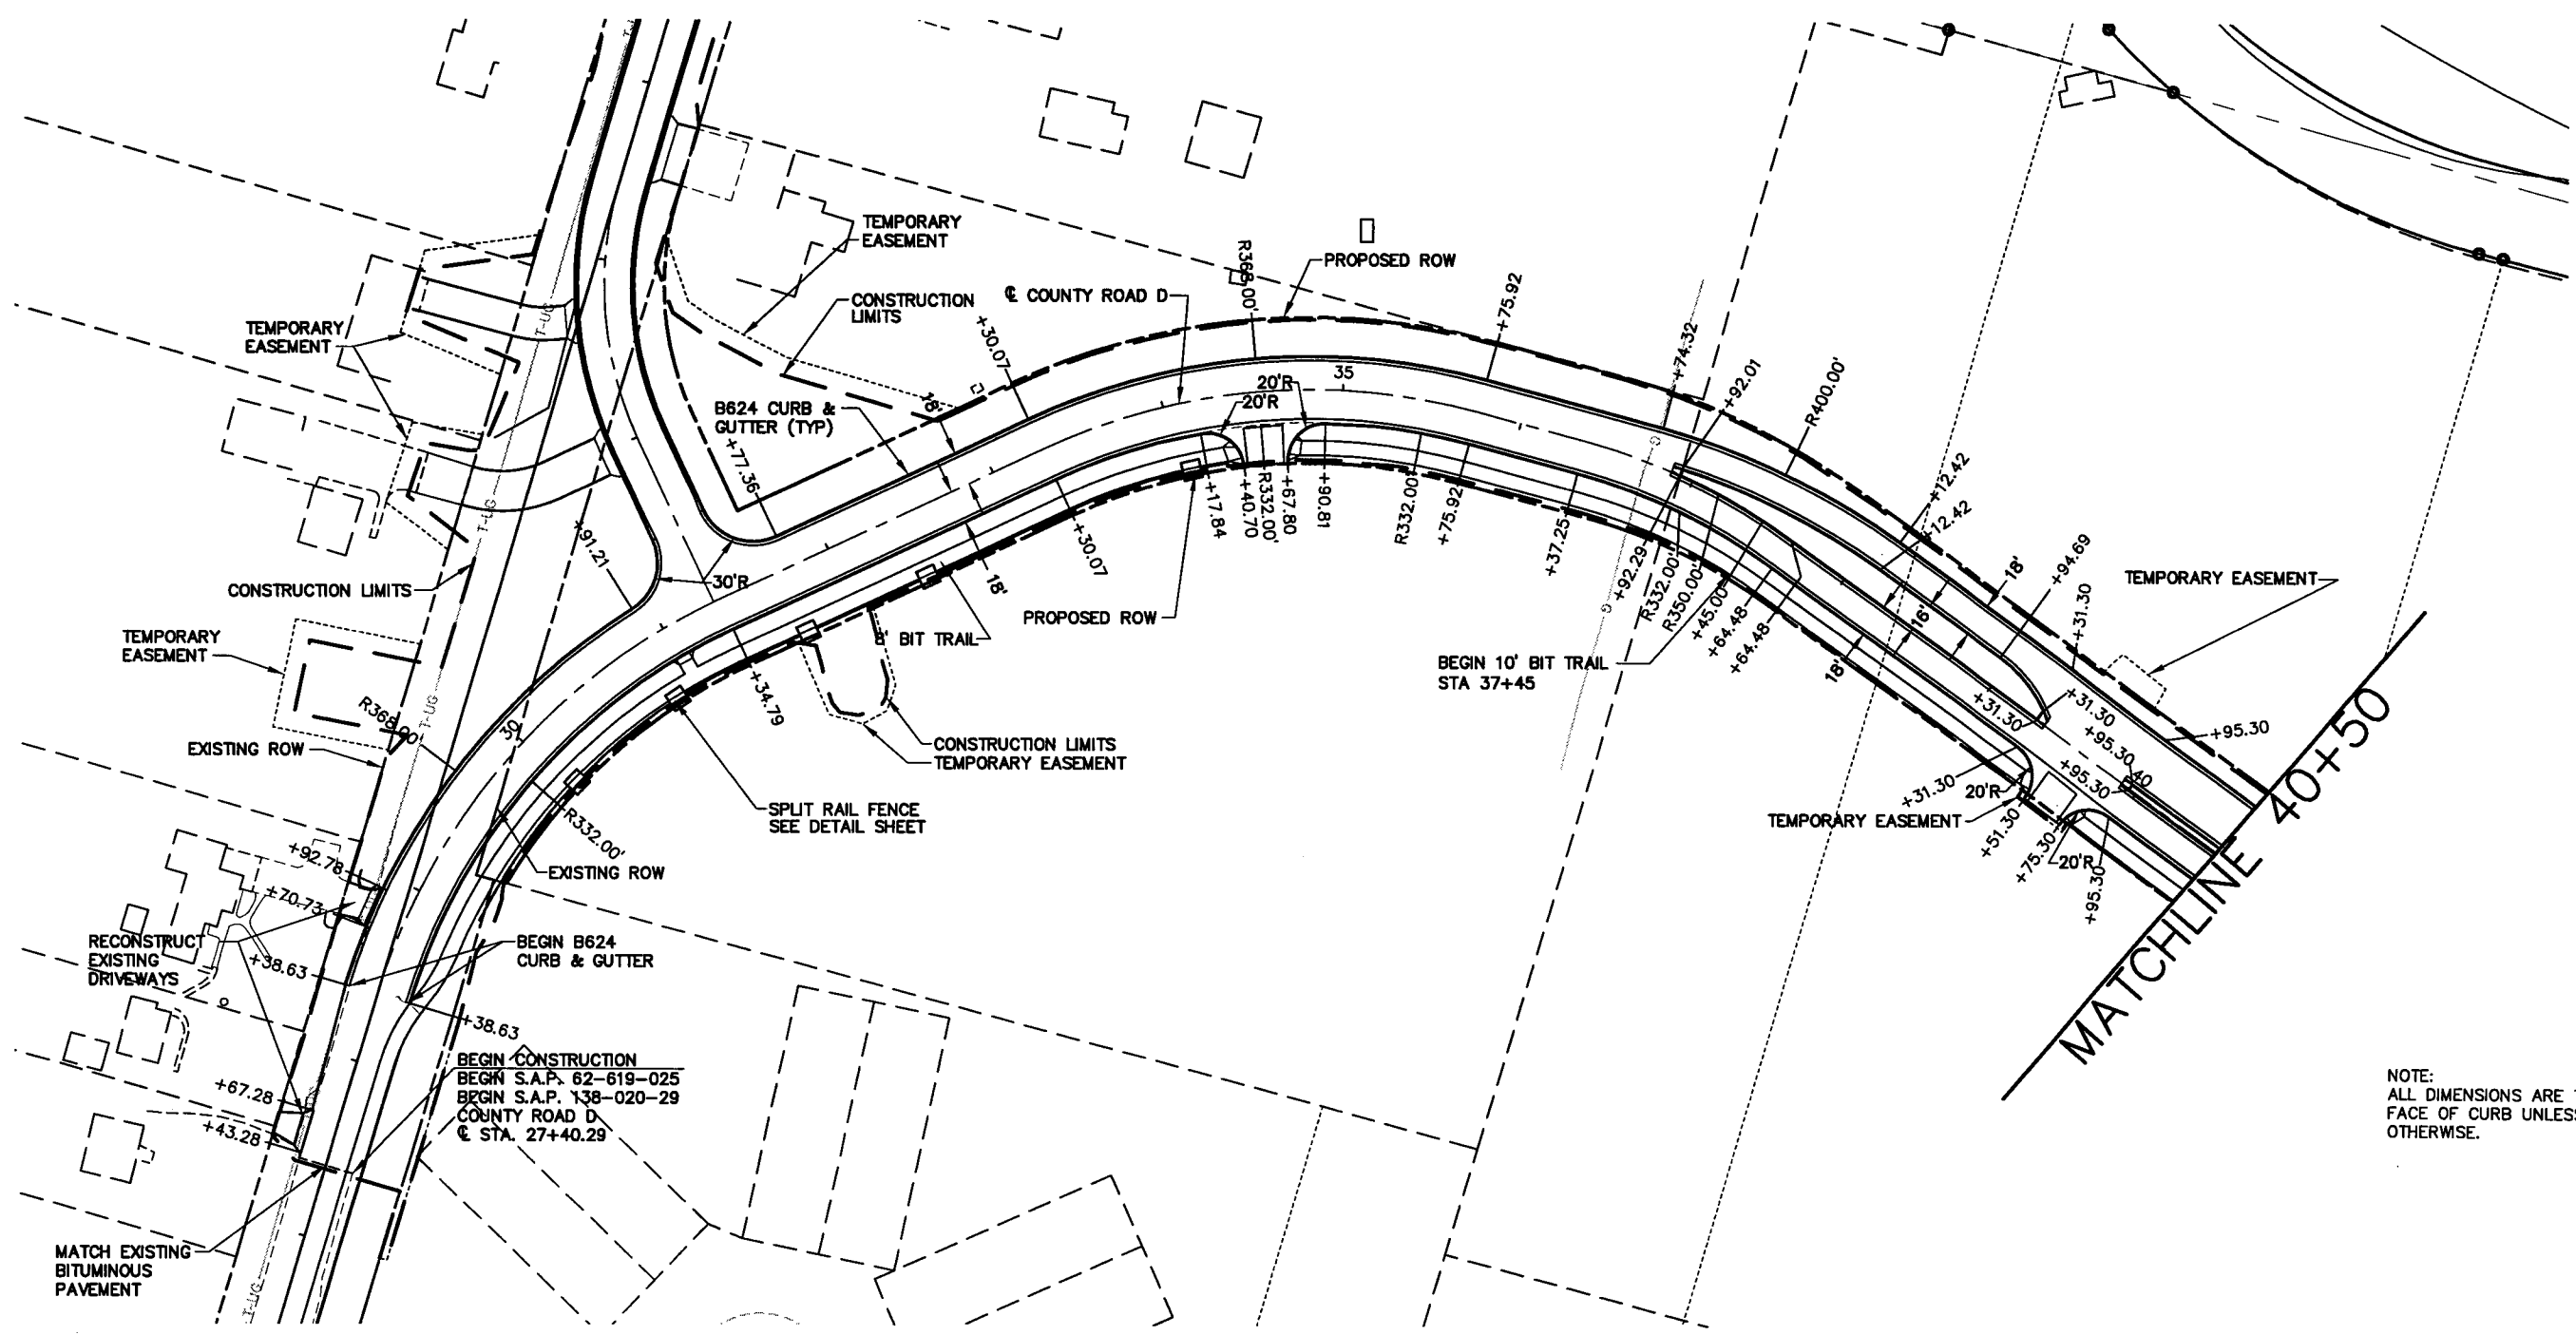 TEMPORARY
EASEMENT
CONSTRUCTION
LIMITS
℄ COUNTY ROAD D
PROPOSED ROW
R368.00'
+30.07
+75.92
+74.32
+92.01
R400.00'
TEMPORARY
EASEMENT
B624 CURB &
GUTTER (TYP)
18'
20'R
20'R
35
+77.36
+12.42
+12.42
+94.69
18'
+31.30
TEMPORARY EASEMENT
T-UG
T-UG
T-UG
T-UG
T-UG
G
G
+91.21
30'R
CONSTRUCTION LIMITS
TEMPORARY
EASEMENT
R368.00
EXISTING ROW
30
18'
+30.07
+17.84
+40.70
R332.00'
+67.80
+90.81
R332.00'
+75.92
+37.25
+92.29
R332.00'
R350.00'
+45.00
+64.48
+64.48
16'
18'
PROPOSED ROW
8' BIT TRAIL
BEGIN 10' BIT TRAIL
STA 37+45
+34.79
CONSTRUCTION LIMITS
TEMPORARY EASEMENT
SPLIT RAIL FENCE
SEE DETAIL SHEET
R332.00'
EXISTING ROW
+31.30
+31.30
+95.30
+95.30
40
+95.30
+31.30
20'R
TEMPORARY EASEMENT
+51.30
+75.30
20'R
+95.30
MATCHLINE 40+50
+92.78
+70.73
RECONSTRUCT
EXISTING
DRIVEWAYS
+38.63
BEGIN B624
CURB & GUTTER
+38.63
BEGIN CONSTRUCTION
BEGIN S.A.P. 62-619-025
BEGIN S.A.P. 138-020-29
COUNTY ROAD D
℄ STA. 27+40.29
+67.28
+43.28
MATCH EXISTING
BITUMINOUS
PAVEMENT
NOTE:
ALL DIMENSIONS ARE
FACE OF CURB UNLESS
OTHERWISE.